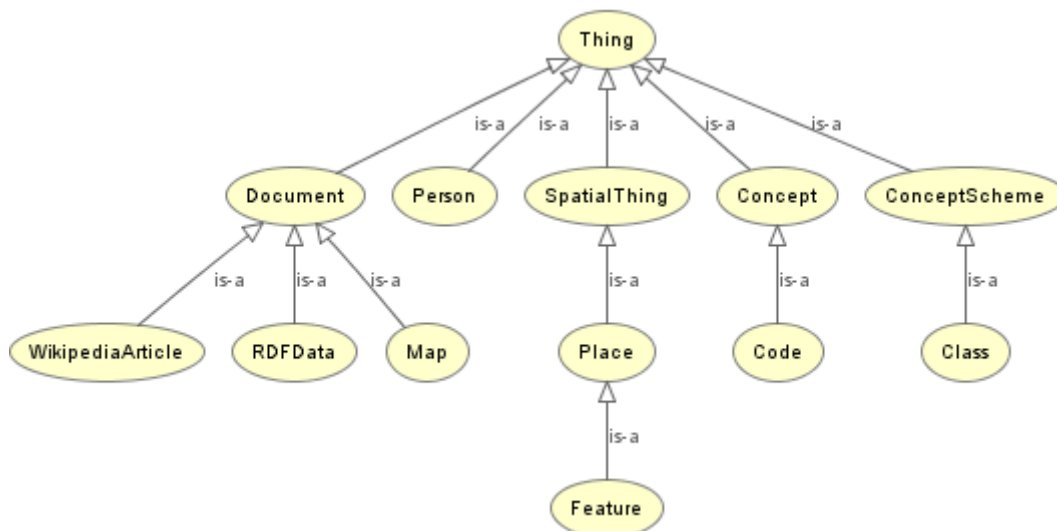 Thing
is-a
is-a
is-a
is-a
is-a
Document
Person
SpatialThing
Concept
ConceptScheme
is-a
is-a
is-a
is-a
is-a
is-a
WikipediaArticle
RDFData
Map
Place
Code
Class
is-a
Feature